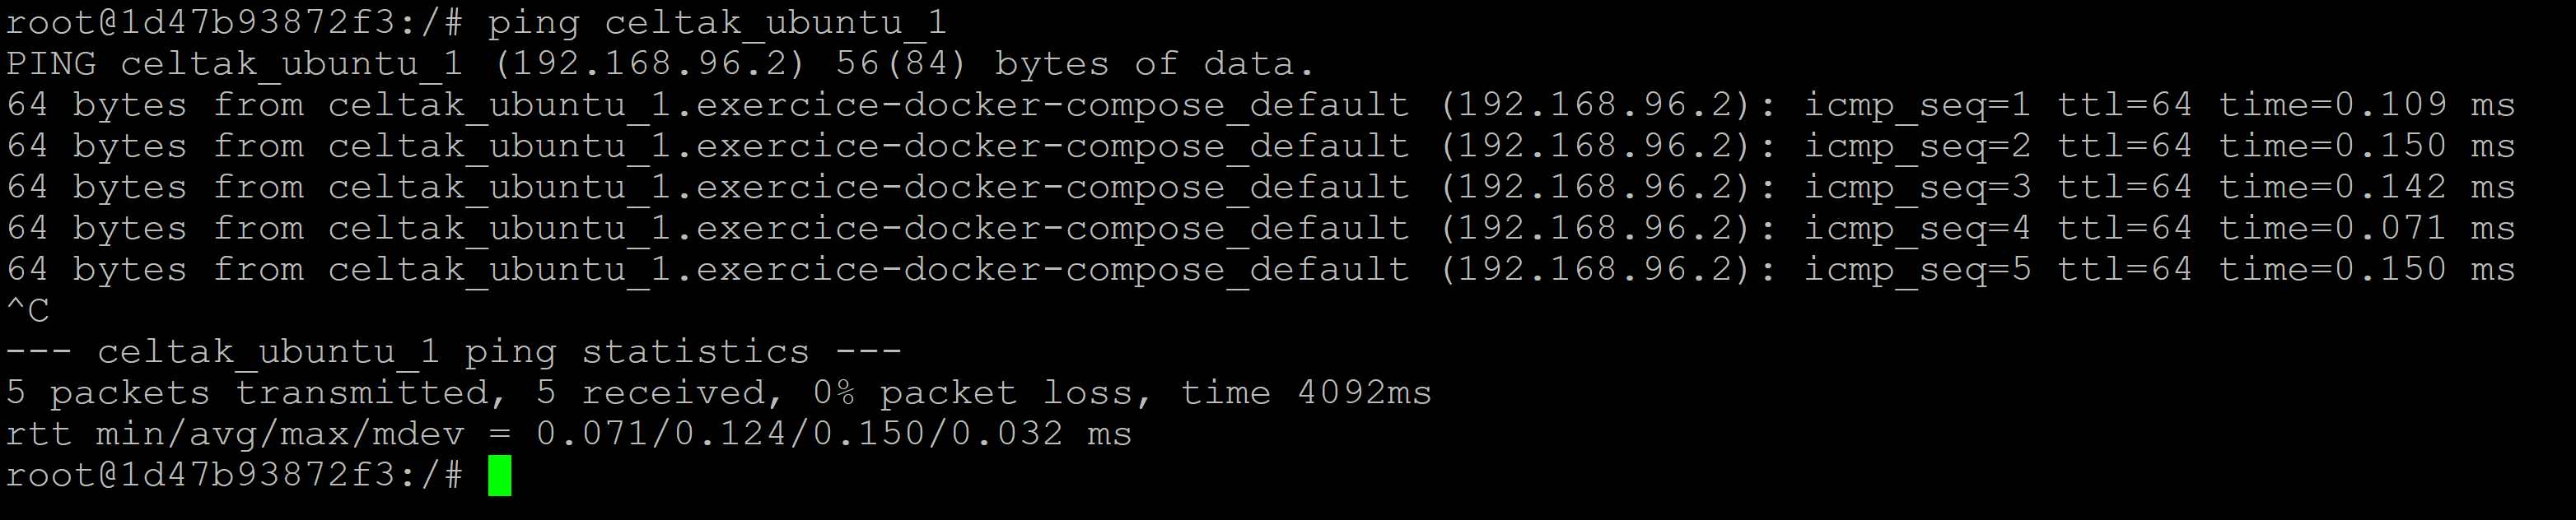 root@1d47b93872f3:/# ping celtak_ubuntu_1
PING celtak_ubuntu_1 (192.168.96.2) 56(84) bytes of data.
64 bytes from celtak_ubuntu_1.exercice-docker-compose_default (192.168.96.2): icmp_seq=1 ttl=64 time=0.109 ms
64 bytes from celtak_ubuntu_1.exercice-docker-compose_default (192.168.96.2): icmp_seq=2 ttl=64 time=0.150 ms
64 bytes from celtak_ubuntu_1.exercice-docker-compose_default (192.168.96.2): icmp_seq=3 ttl=64 time=0.142 ms
64 bytes from celtak_ubuntu_1.exercice-docker-compose_default (192.168.96.2): icmp_seq=4 ttl=64 time=0.071 ms
64 bytes from celtak_ubuntu_1.exercice-docker-compose_default (192.168.96.2): icmp_seq=5 ttl=64 time=0.150 ms
^C
--- celtak_ubuntu_1 ping statistics ---
5 packets transmitted, 5 received, 0% packet loss, time 4092ms
rtt min/avg/max/mdev = 0.071/0.124/0.150/0.032 ms
root@1d47b93872f3:/#